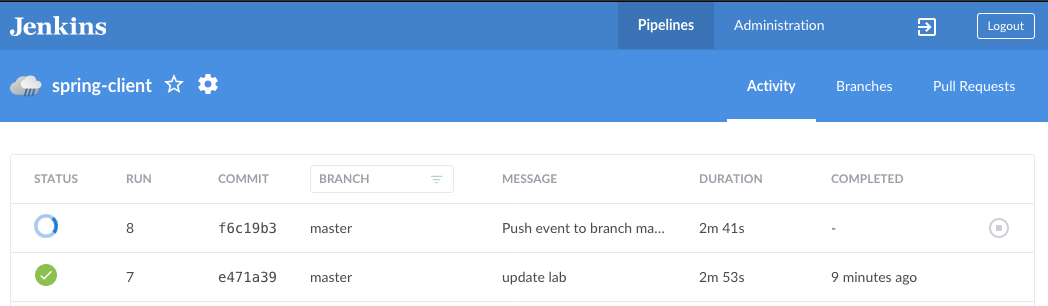 Jenkins Pipelines Administration Logout
spring-client Activity Branches Pull Requests
STATUS RUN COMMIT BRANCH MESSAGE DURATION COMPLETED
8 f6c19b3 master Push event to branch ma... 2m 41s -
7 e471a39 master update lab 2m 53s 9 minutes ago